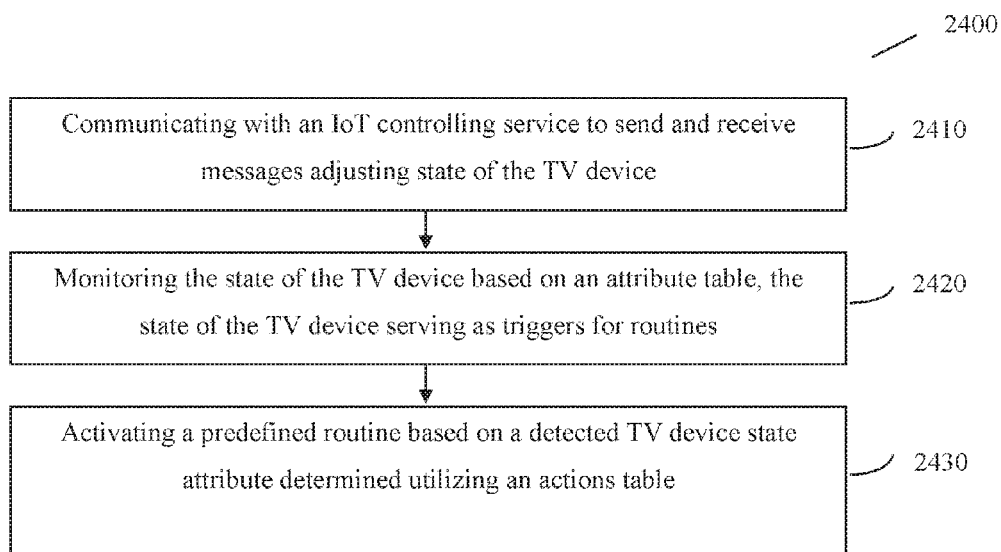 2400
Communicating with an IoT controlling service to send and receive
messages adjusting state of the TV device
2410
Monitoring the state of the TV device based on an attribute table, the
state of the TV device serving as triggers for routines
2420
Activating a predefined routine based on a detected TV device state
attribute determined utilizing an actions table
2430